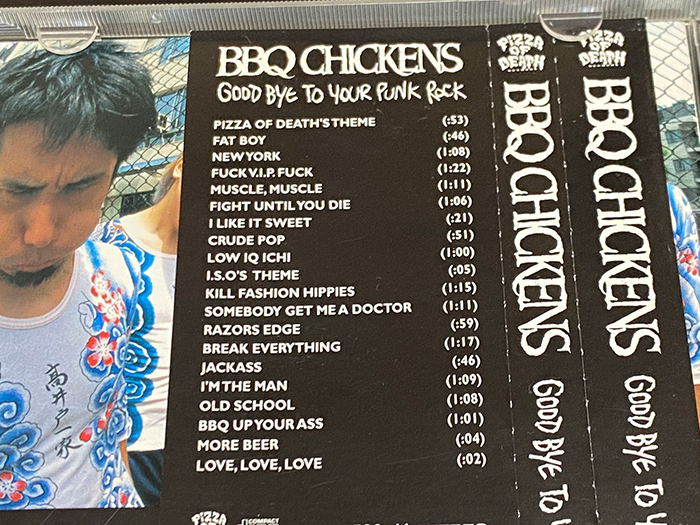 BBQ CHICKENS
GOOD BYE TO YOUR PUNK ROCK
PIZZA OF DEATH'S THEME (:53)
FAT BOY (:46)
NEW YORK (1:08)
FUCK V.I.P. FUCK (1:22)
MUSCLE, MUSCLE (1:11)
FIGHT UNTIL YOU DIE (1:06)
I LIKE IT SWEET (:21)
CRUDE POP (:51)
LOW IQ ICHI (1:00)
I.S.O'S THEME (:05)
KILL FASHION HIPPIES (1:15)
SOMEBODY GET ME A DOCTOR (1:11)
RAZORS EDGE (:59)
BREAK EVERYTHING (1:17)
JACKASS (:46)
I'M THE MAN (1:09)
OLD SCHOOL (1:08)
BBQ UP YOUR ASS (1:01)
MORE BEER (:04)
LOVE, LOVE, LOVE (:02)
PIZZA
COMPACT
PIZZA
OF
DEATH
BBQ CHICKENS GOOD BYE TO
PIZZA
OF
DEATH
BBQ CHICKENS GOOD BYE TO
高井戸